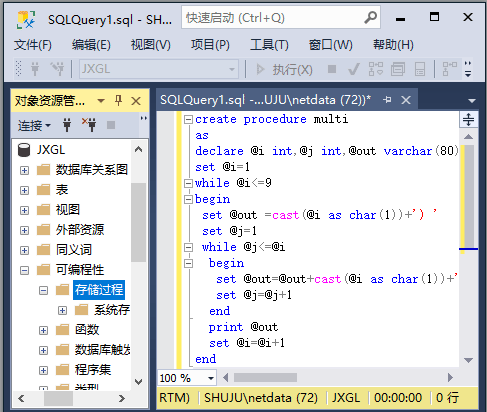 SQLQuery1.sql - SH...
快速启动 (Ctrl+Q)
文件(F) 编辑(E) 视图(V) 项目(P) 工具(T) 窗口(W) 帮助(H)
JXGL 执行(X)
对象资源管...
SQLQuery1.sql -...UJU\netdata (72))*
连接
JXGL
数据库关系图
表
视图
外部资源
同义词
可编程性
存储过程
系统存
函数
数据库触发
程序集
类型
create procedure multi
as
declare @i int,@j int,@out varchar(80)
set @i=1
while @i<=9
begin
set @out =cast(@i as char(1))+') '
set @j=1
while @j<=@i
begin
set @out=@out+cast(@i as char(1))+'
set @j=@j+1
end
print @out
set @i=@i+1
end
100 %
RTM) SHUJU\netdata (72) JXGL 00:00:00 0 行